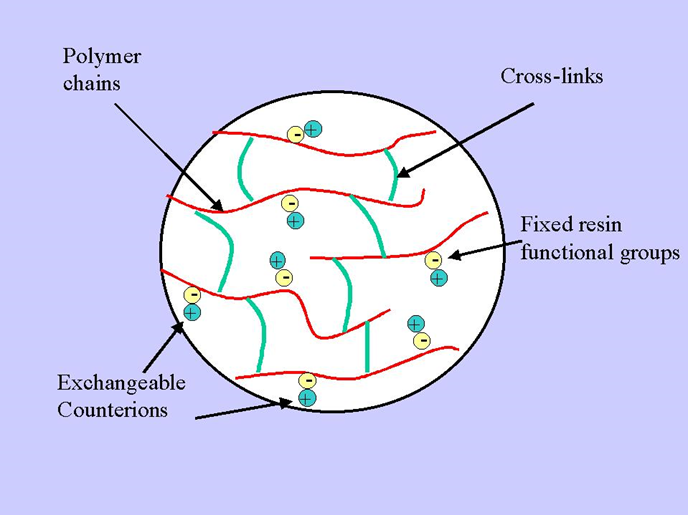 Polymer
chains
Cross-links
+
-
-
+
Fixed resin
functional groups
+
-
-
+
-
+
+
-
Exchangeable
Counterions
-
+